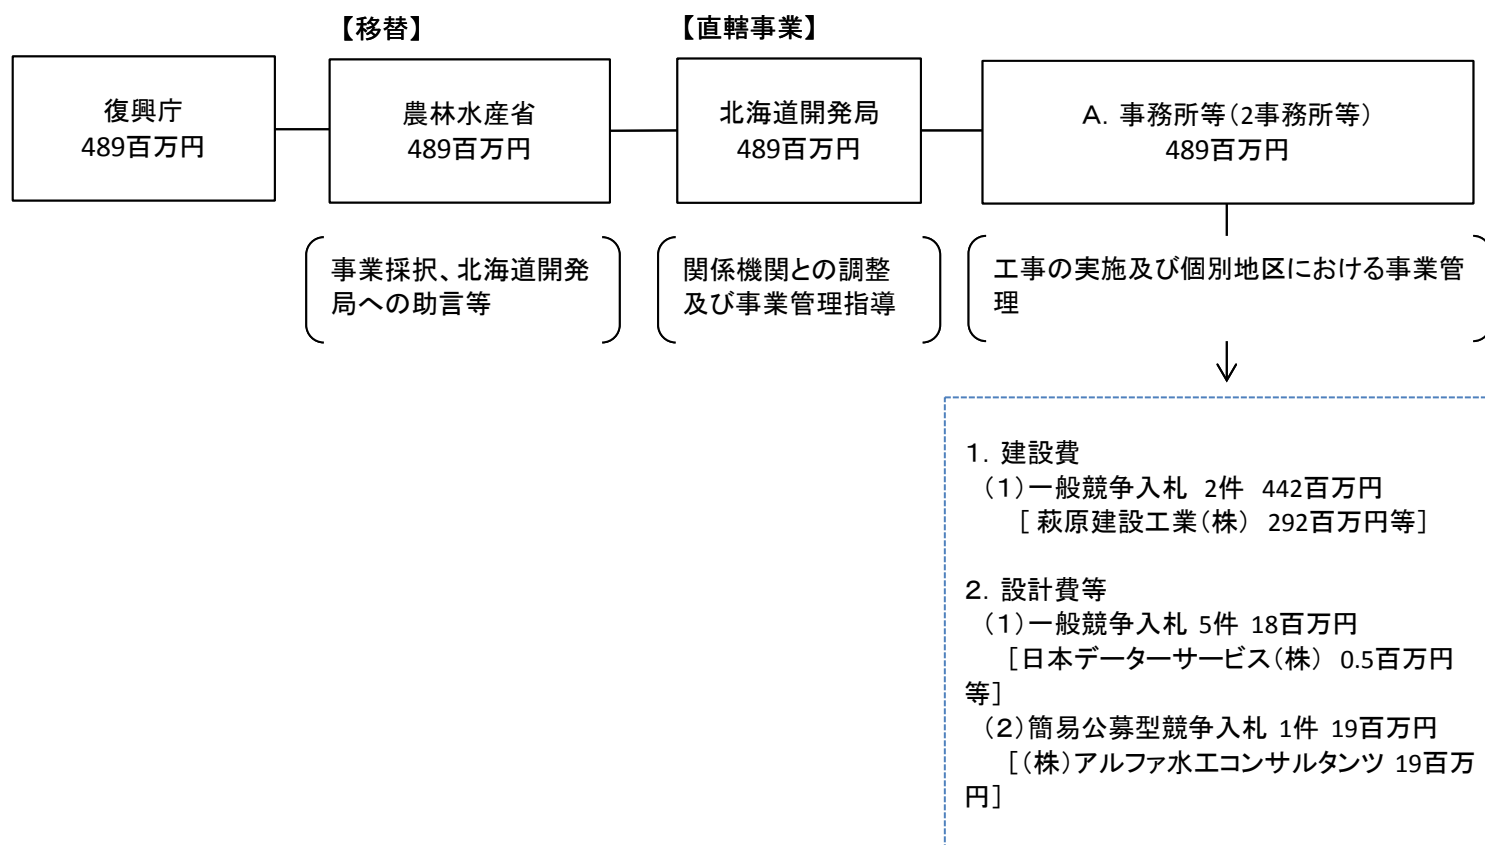 【移替】
【直轄事業】
復興庁
489百万円
農林水産省
489百万円
北海道開発局
489百万円
A．事務所等（2事務所等）
489百万円
事業採択、北海道開発
局への助言等
関係機関との調整
及び事業管理指導
工事の実施及び個別地区における事業管
理
１．建設費
（１）一般競争入札 2件 442百万円
［ 萩原建設工業（株） 292百万円等］
２．設計費等
（１）一般競争入札 5件 18百万円
［日本データーサービス（株） 0.5百万円
等］
（２）簡易公募型競争入札 1件 19百万円
［（株）アルファ水工コンサルタンツ 19百万
円］